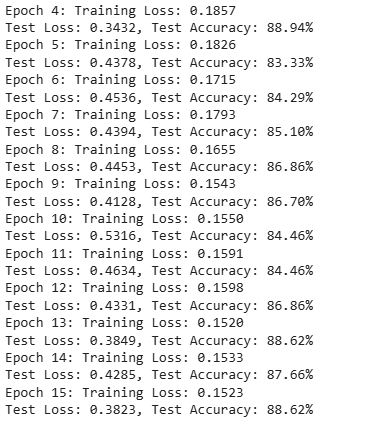 Epoch 4: Training Loss: 0.1857
Test Loss: 0.3432, Test Accuracy: 88.94%
Epoch 5: Training Loss: 0.1826
Test Loss: 0.4378, Test Accuracy: 83.33%
Epoch 6: Training Loss: 0.1715
Test Loss: 0.4536, Test Accuracy: 84.29%
Epoch 7: Training Loss: 0.1793
Test Loss: 0.4394, Test Accuracy: 85.10%
Epoch 8: Training Loss: 0.1655
Test Loss: 0.4453, Test Accuracy: 86.86%
Epoch 9: Training Loss: 0.1543
Test Loss: 0.4128, Test Accuracy: 86.70%
Epoch 10: Training Loss: 0.1550
Test Loss: 0.5316, Test Accuracy: 84.46%
Epoch 11: Training Loss: 0.1591
Test Loss: 0.4634, Test Accuracy: 84.46%
Epoch 12: Training Loss: 0.1598
Test Loss: 0.4331, Test Accuracy: 86.86%
Epoch 13: Training Loss: 0.1520
Test Loss: 0.3849, Test Accuracy: 88.62%
Epoch 14: Training Loss: 0.1533
Test Loss: 0.4285, Test Accuracy: 87.66%
Epoch 15: Training Loss: 0.1523
Test Loss: 0.3823, Test Accuracy: 88.62%